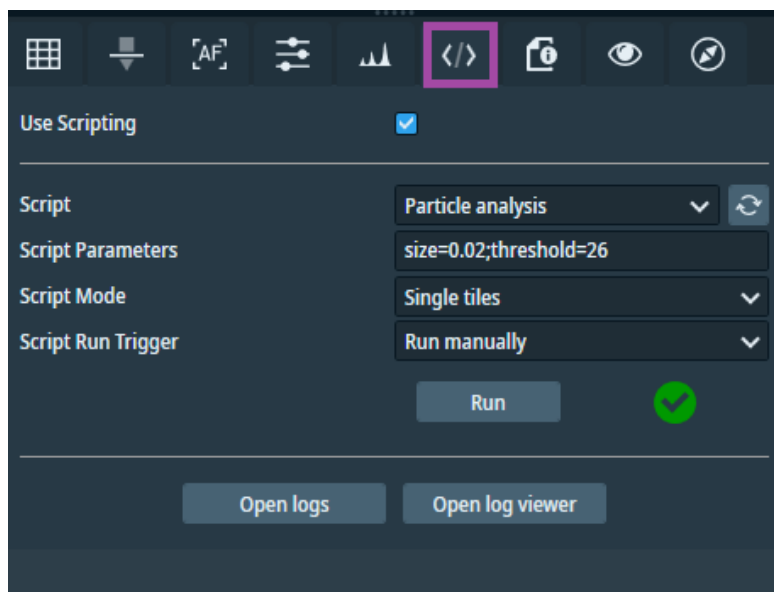 [AF]
</>
Use Scripting
Script Particle analysis
Script Parameters size=0.02;threshold=26
Script Mode Single tiles
Script Run Trigger Run manually
Run
Open logs Open log viewer